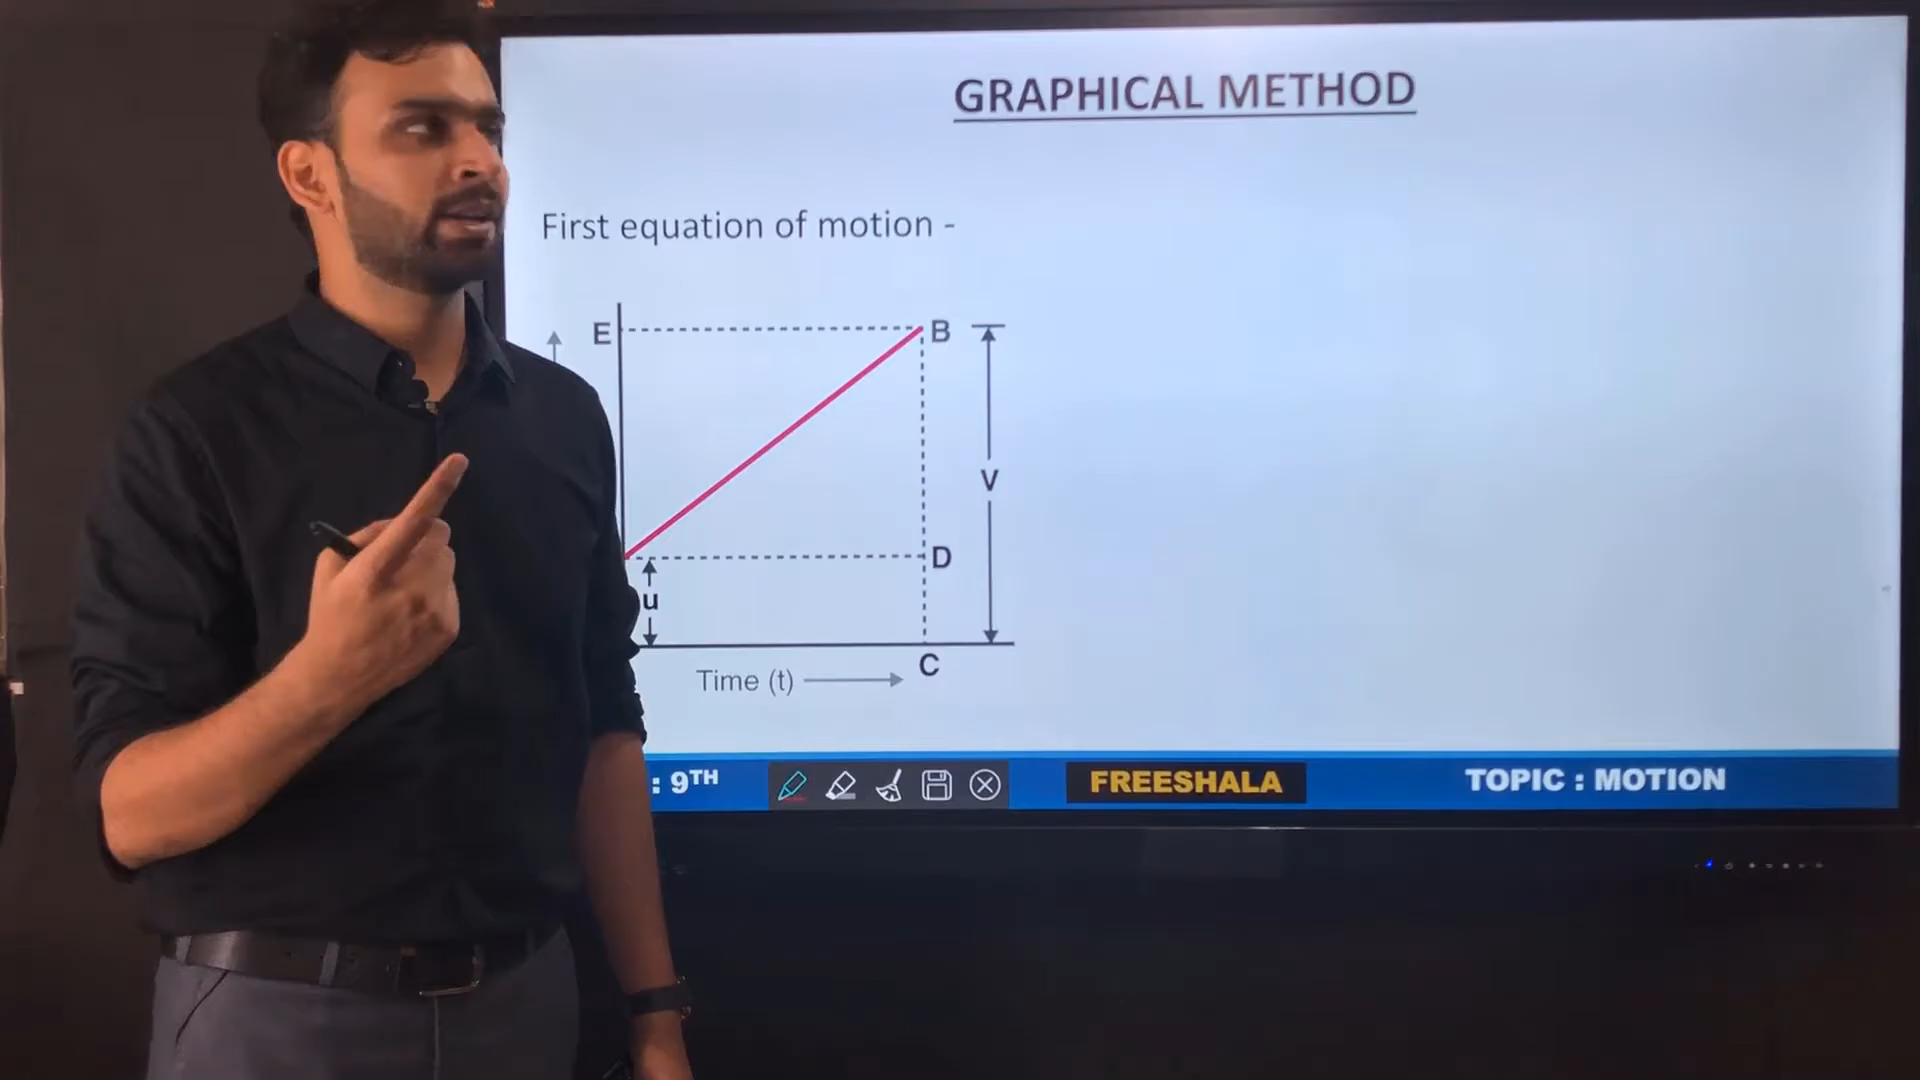 GRAPHICAL METHOD
First equation of motion -
E
B
V
D
u
C
Time (t)
: 9TH
FREESHALA
TOPIC : MOTION